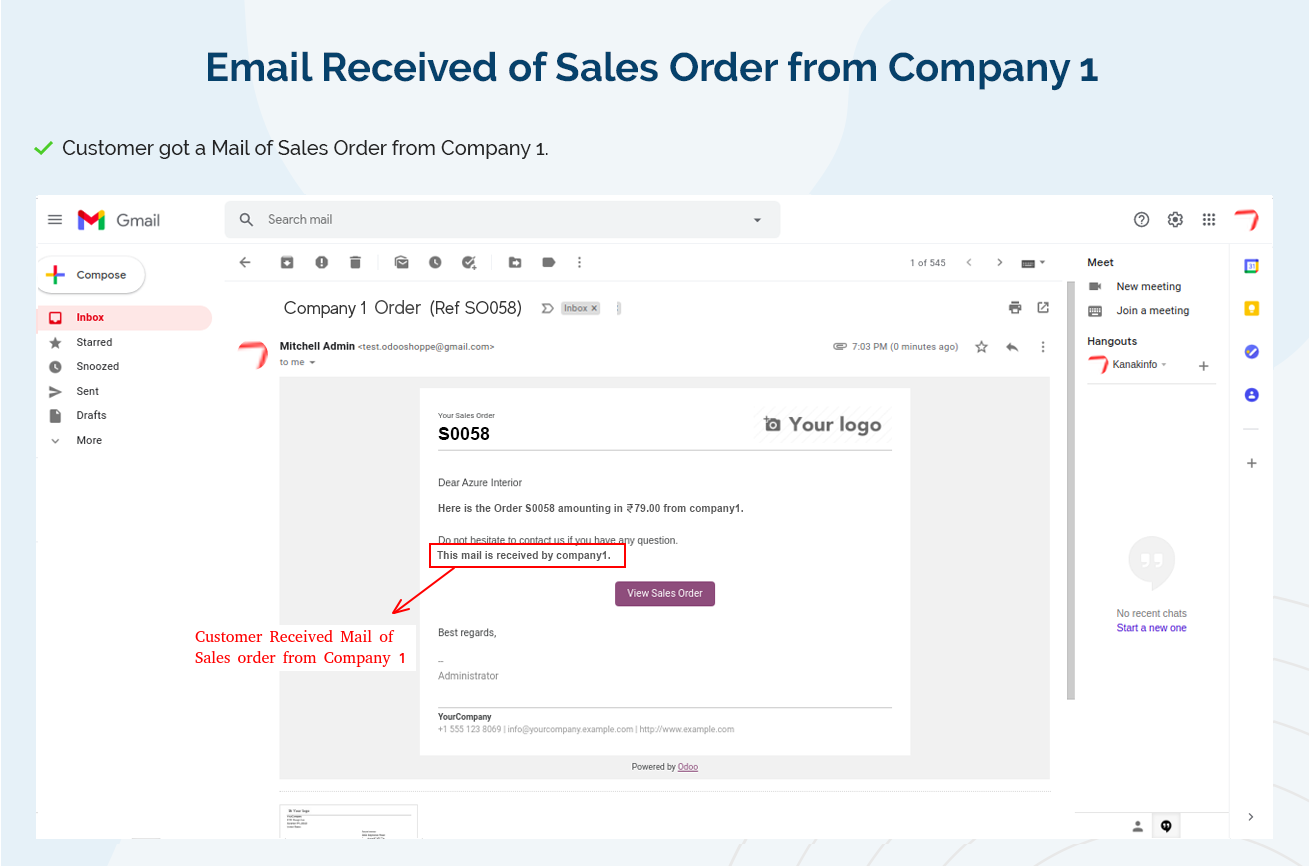 Email Received of Sales Order from Company 1
Customer got a Mail of Sales Order from Company 1.
Gmail
Search mail
Compose
Inbox
Starred
Snoozed
Sent
Drafts
More
1 of 545
Company 1 Order (Ref SO058)
Inbox ×
Mitchell Admin <test.odooshoppe@gmail.com>
to me
7:03 PM (0 minutes ago)
Your Sales Order
S0058
Your logo
Dear Azure Interior
Here is the Order S0058 amounting in ₹79.00 from company1.
Do not hesitate to contact us if you have any question.
This mail is received by company1.
View Sales Order
Customer Received Mail of
Sales order from Company 1
Best regards,
--
Administrator
YourCompany
+1 555 123 8069 | info@yourcompany.example.com | http://www.example.com
Powered by Odoo
Your logo
Meet
New meeting
Join a meeting
Hangouts
Kanakinfo
No recent chats
Start a new one
31